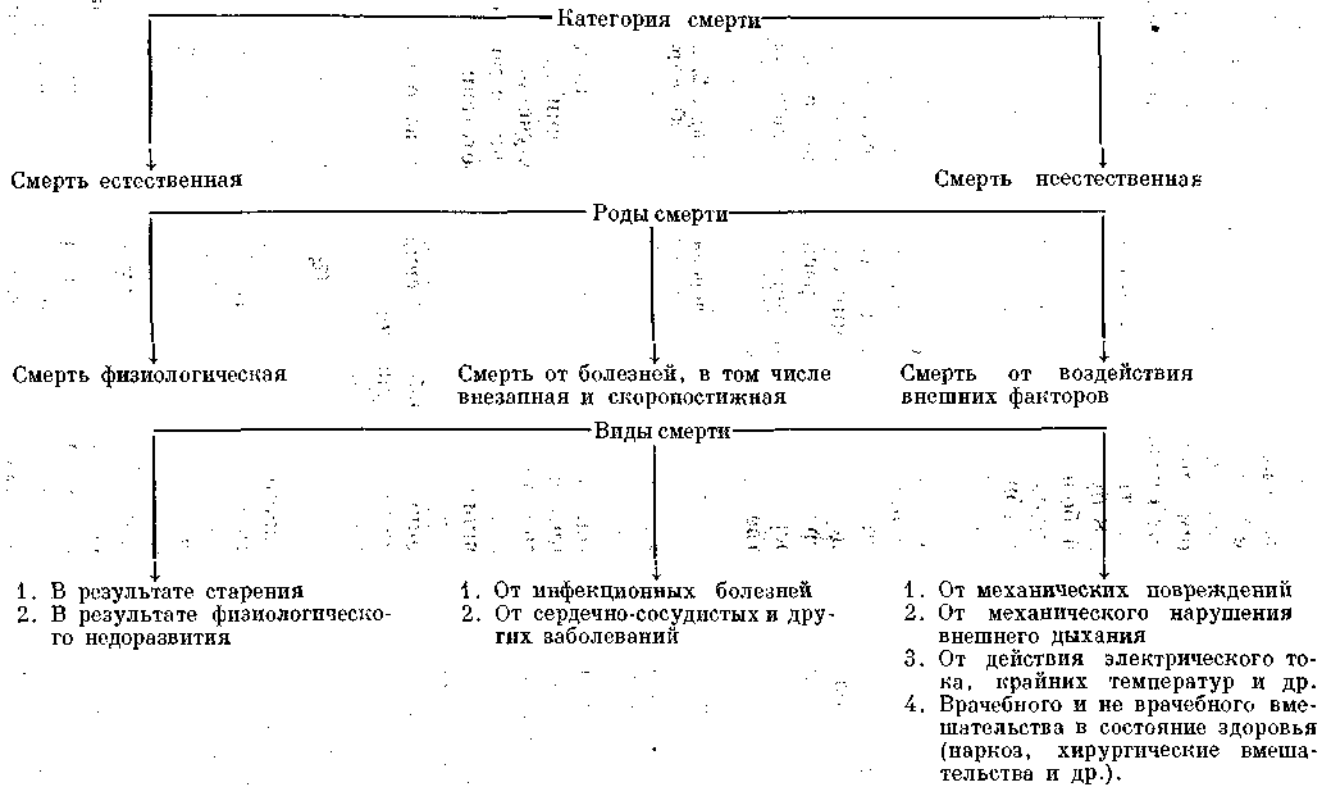 Категория смерти
Смерть естественная
Смерть неестественная
Роды смерти
Смерть физиологическая
Смерть от болезней, в том числе
внезапная и скоропостижная
Смерть от воздействия
внешних факторов
Виды смерти
1. В результате старения
2. В результате физиологическо-
го недоразвития
1. От инфекционных болезней
2. От сердечно-сосудистых и дру-
гих заболеваний
1. От механических повреждений
2. От механического нарушения
внешнего дыхания
3. От действия электрического то-
ка, крайних температур и др.
4. Врачебного и не врачебного вме-
шательства в состояние здоровья
(наркоз, хирургические вмеша-
тельства и др.).